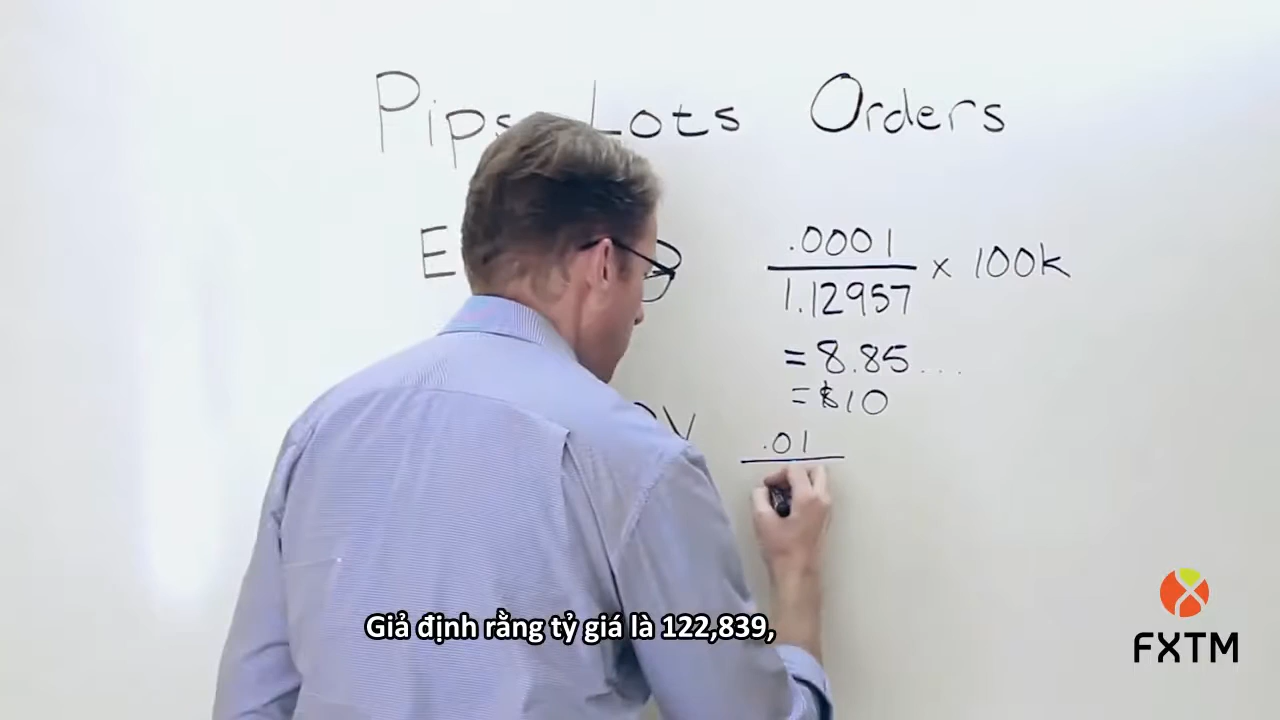 Pips Lots Orders
E
.0001
1.12957
x 100k
= 8.85...
= $10
.01
Giả định rằng tỷ giá là 122,839,
FXTM